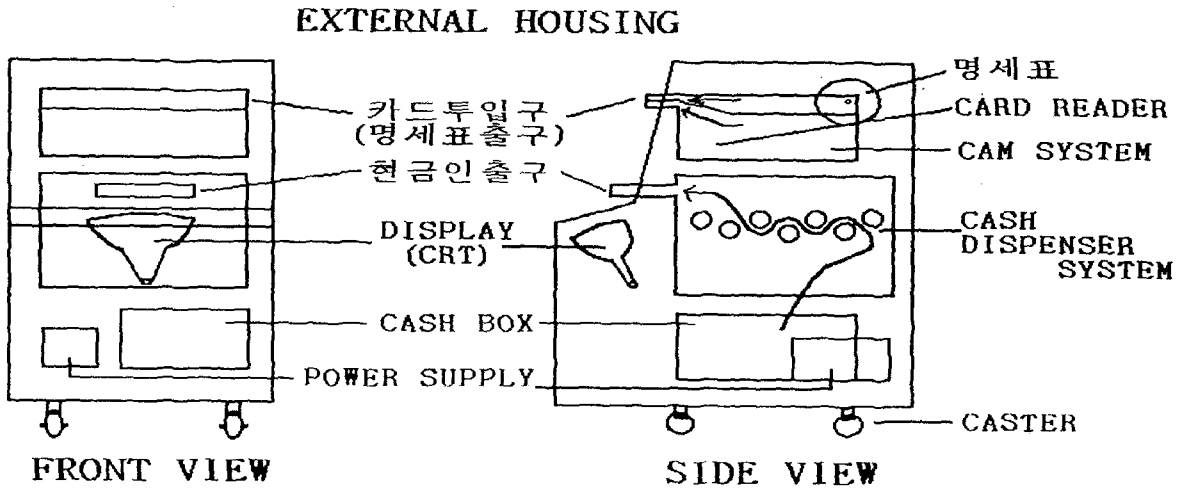 EXTERNAL HOUSING
카드투입구
(명세표출구)
현금인출구
DISPLAY
(CRT)
CASH BOX
POWER SUPPLY
명세표
CARD READER
CAM SYSTEM
CASH
DISPENSER
SYSTEM
CASTER
FRONT VIEW
SIDE VIEW